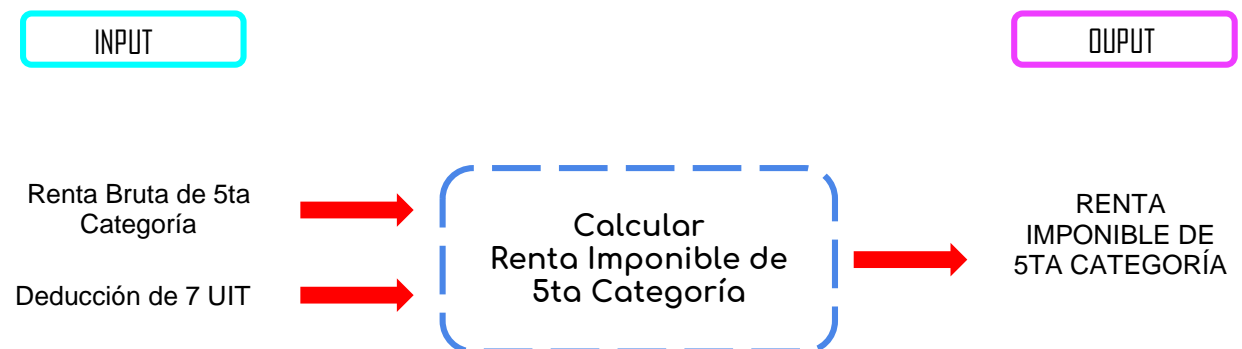 INPUT
OUPUT
Renta Bruta de 5ta
Categoría
Deducción de 7 UIT
Calcular
Renta Imponible de
5ta Categoría
RENTA
IMPONIBLE DE
5TA CATEGORÍA